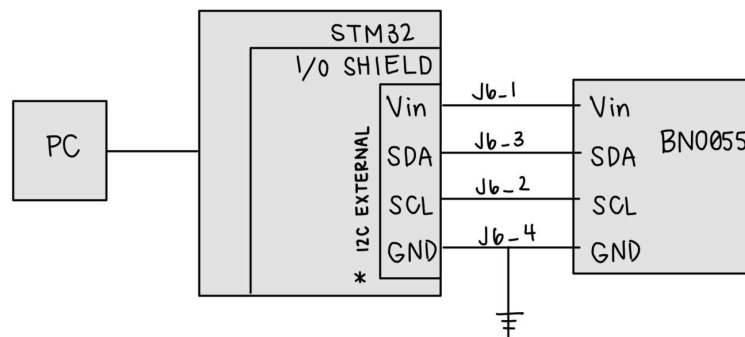 STM32
I/O SHIELD
PC
* I2C EXTERNAL
Vin
SDA
SCL
GND
J6_1
J6_3
J6_2
J6_4
BNO055
Vin
SDA
SCL
GND